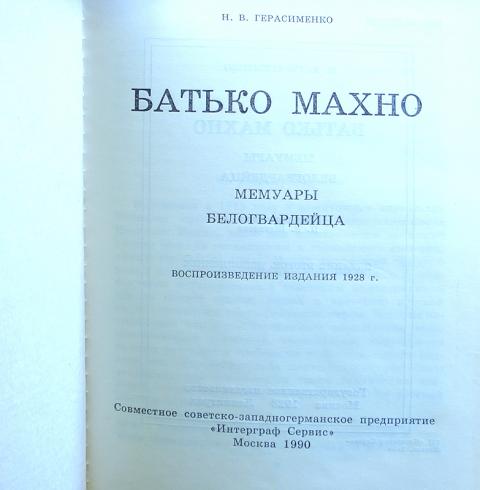 Н. В. ГЕРАСИМЕНКО
БАТЬКО МАХНО
МЕМУАРЫ
БЕЛОГВАРДЕЙЦА
ВОСПРОИЗВЕДЕНИЕ ИЗДАНИЯ 1928 г.
Совместное советско-западногерманское предприятие
«Интерграф Сервис»
Москва 1990